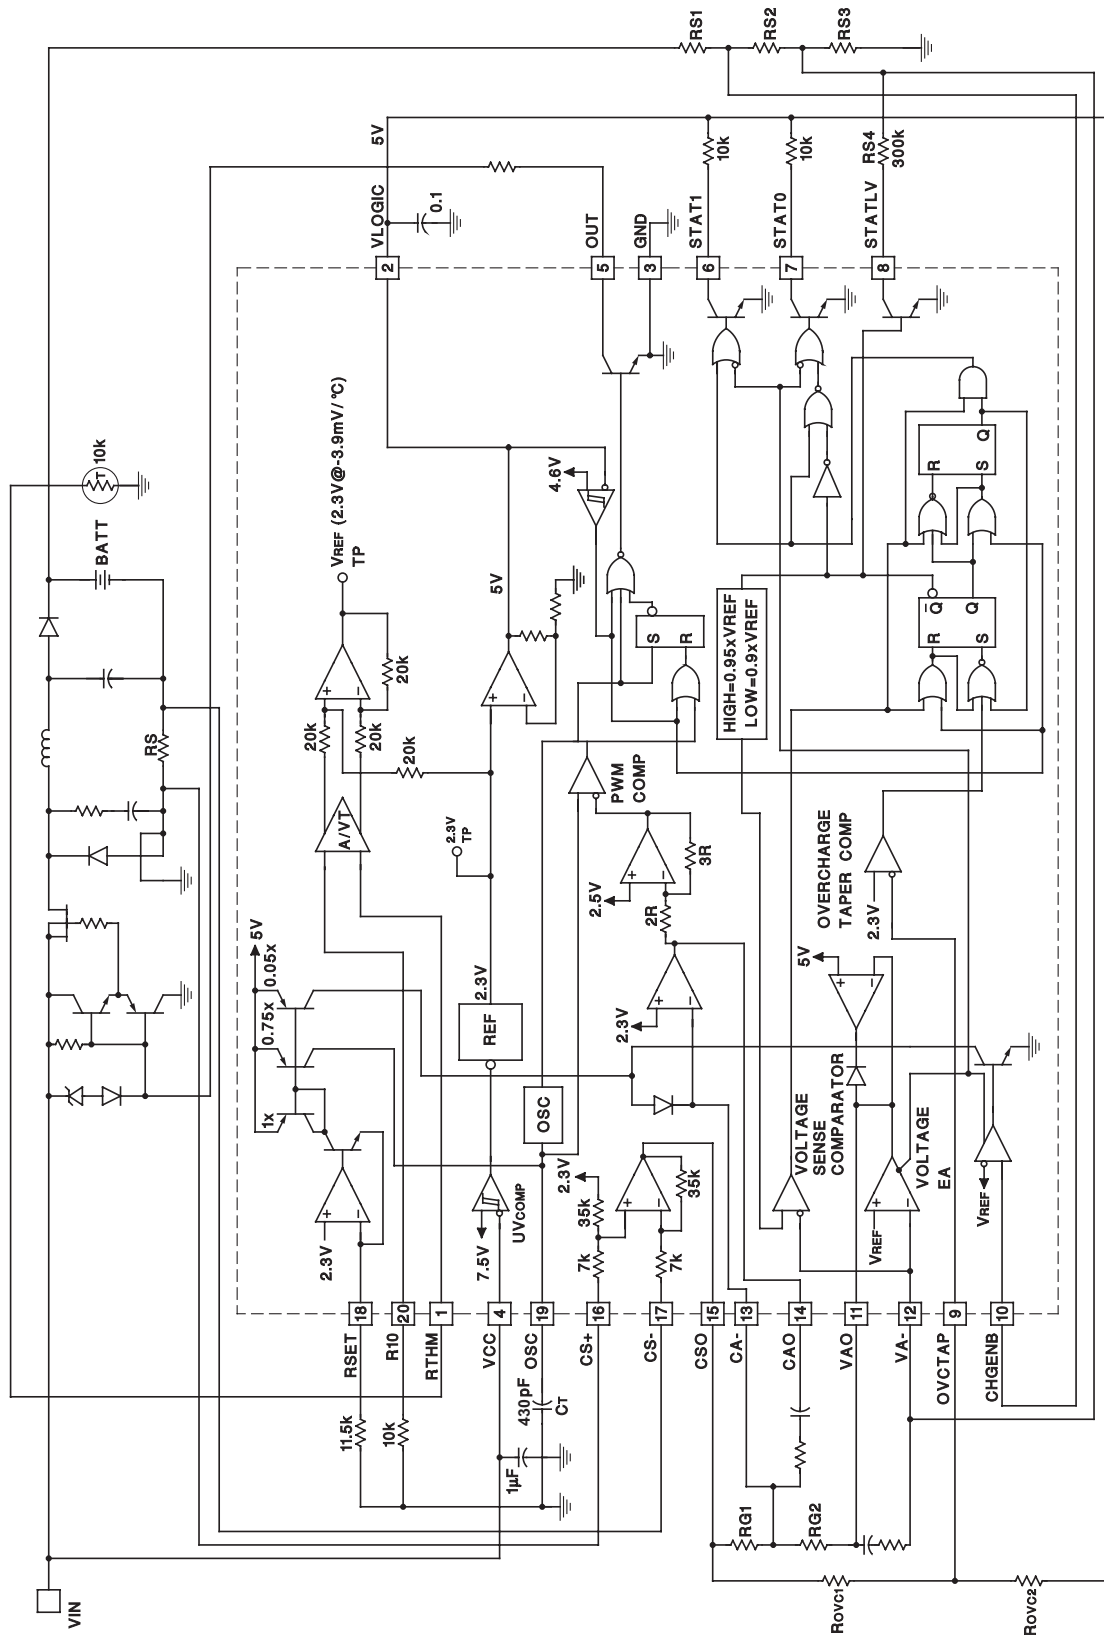 VIN
RS
BATT
10k
T
RS1
RS2
RS3
RSET
R10
RTHM
VCC
OSC
CS+
CS-
CSO
CA-
CAO
VAO
VA-
OVCTAP
CHGENB
18
20
1
4
19
16
17
15
13
14
11
12
9
10
11.5k
10k
1µF
430pF
CT
RG1
RG2
ROVC1
ROVC2
1x
0.75x
0.05x
5V
2.3V
A/VT
20k
20k
20k
20k
VREF (2.3V@-3.9mV/°C)
TP
2.3V
TP
7.5V
UVCOMP
REF
2.3V
OSC
5V
4.6V
2.3V
35k
7k
7k
35k
2.3V
2R
2.5V
3R
PWM
COMP
S
R
HIGH=0.95xVREF
LOW=0.9xVREF
VOLTAGE
SENSE
COMPARATOR
5V
OVERCHARGE
TAPER COMP
2.3V
VREF
VOLTAGE
EA
VREF
R
S
Q
Q
R
S
Q
VLOGIC
5V
0.1
OUT
GND
STAT1
STAT0
STATLV
2
5
3
6
7
8
10k
10k
RS4
300k